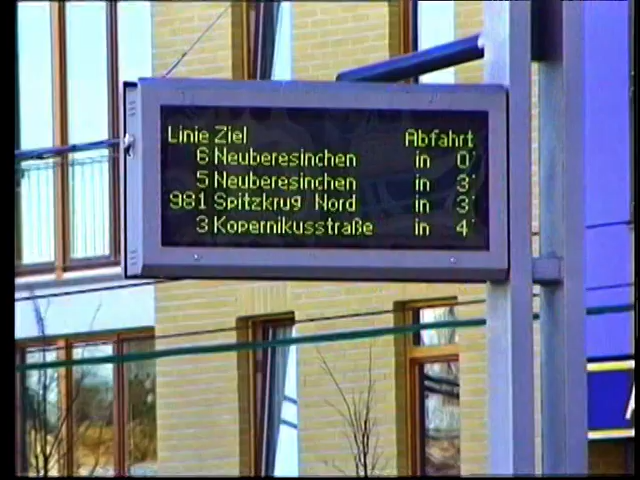 Linie Ziel Abfahrt
6 Neuberesinchen in 0'
5 Neuberesinchen in 3'
981 Spitzkrug Nord in 3'
3 Kopernikusstraße in 4'